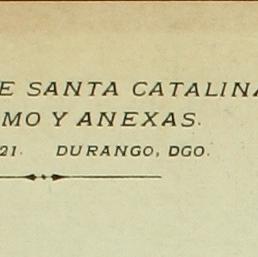 E SANTA CATALINA
MO Y ANEXAS.
21. DURANGO, DGO.